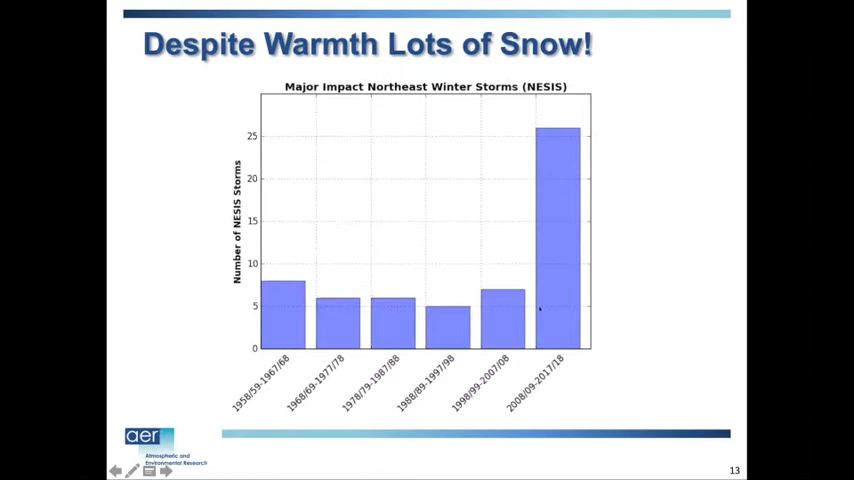 Despite Warmth Lots of Snow!
Major Impact Northeast Winter Storms (NESIS)
Number of NESIS Storms
25
20
15
10
5
0
1958/59-1967/68
1968/69-1977/78
1978/79-1987/88
1988/89-1997/98
1998/99-2007/08
2008/09-2017/18
aer
Atmospheric and
Environmental Research
13